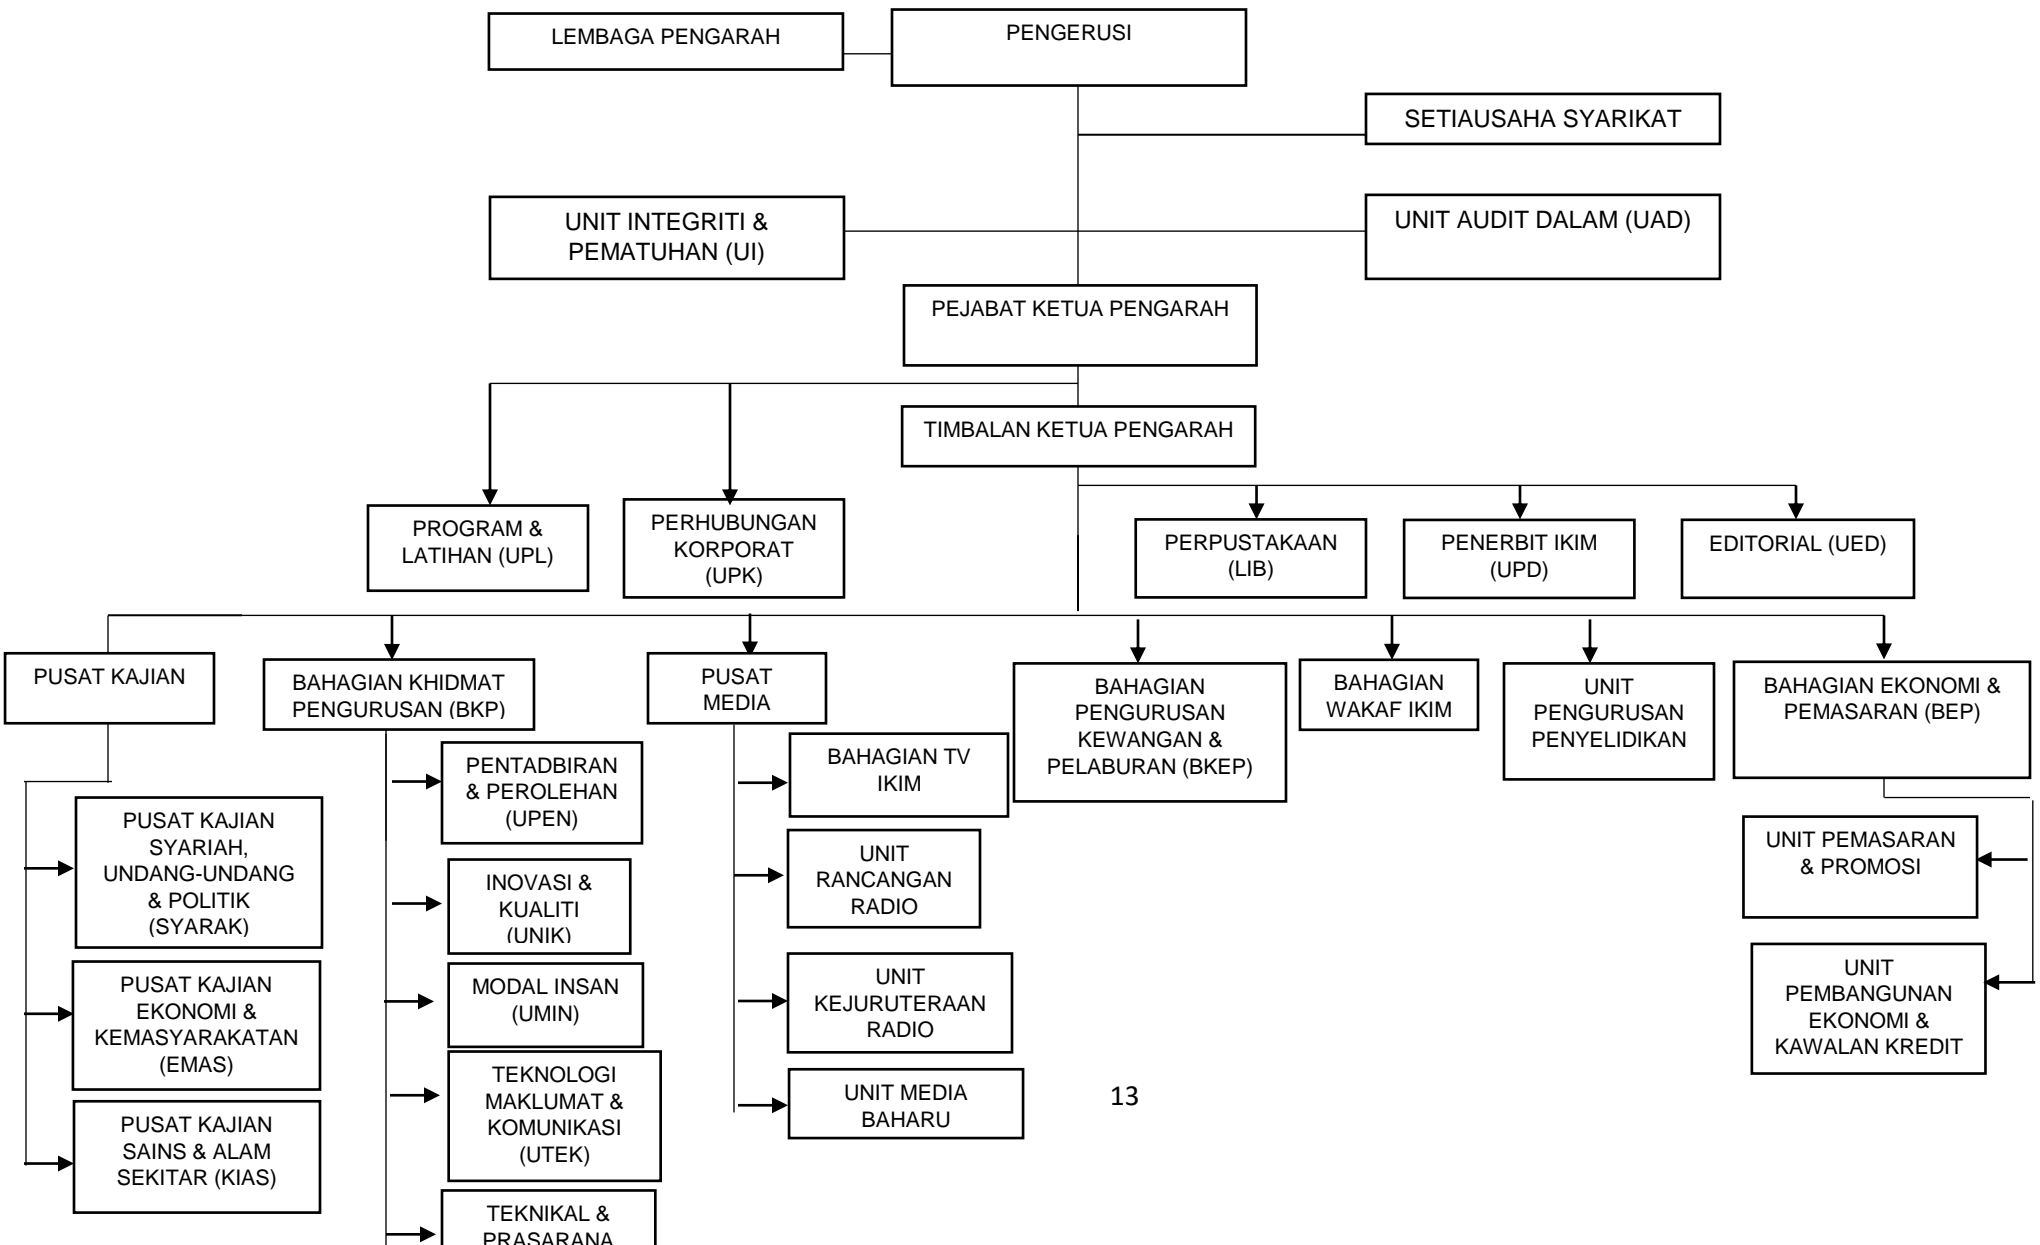 LEMBAGA PENGARAH
PENGERUSI
SETIAUSAHA SYARIKAT
UNIT INTEGRITI &
PEMATUHAN (UI)
UNIT AUDIT DALAM (UAD)
PEJABAT KETUA PENGARAH
TIMBALAN KETUA PENGARAH
PROGRAM &
LATIHAN (UPL)
PERHUBUNGAN
KORPORAT
(UPK)
PERPUSTAKAAN
(LIB)
PENERBIT IKIM
(UPD)
EDITORIAL (UED)
PUSAT KAJIAN
BAHAGIAN KHIDMAT
PENGURUSAN (BKP)
PUSAT
MEDIA
BAHAGIAN
PENGURUSAN
KEWANGAN &
PELABURAN (BKEP)
BAHAGIAN
WAKAF IKIM
UNIT
PENGURUSAN
PENYELIDIKAN
BAHAGIAN EKONOMI &
PEMASARAN (BEP)
PUSAT KAJIAN
SYARIAH,
UNDANG-UNDANG
& POLITIK
(SYARAK)
PUSAT KAJIAN
EKONOMI &
KEMASYARAKATAN
(EMAS)
PUSAT KAJIAN
SAINS & ALAM
SEKITAR (KIAS)
PENTADBIRAN
& PEROLEHAN
(UPEN)
INOVASI &
KUALITI
(UNIK)
MODAL INSAN
(UMIN)
TEKNOLOGI
MAKLUMAT &
KOMUNIKASI
(UTEK)
TEKNIKAL &
PRASARANA
BAHAGIAN TV
IKIM
UNIT
RANCANGAN
RADIO
UNIT
KEJURUTERAAN
RADIO
UNIT MEDIA
BAHARU
UNIT PEMASARAN
& PROMOSI
UNIT
PEMBANGUNAN
EKONOMI &
KAWALAN KREDIT
13